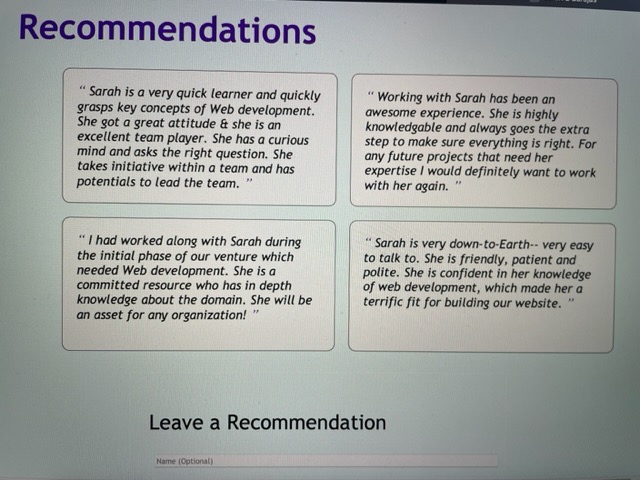 Recommendations
“ Sarah is a very quick learner and quickly
grasps key concepts of Web development.
She got a great attitude & she is an
excellent team player. She has a curious
mind and asks the right question. She
takes initiative within a team and has
potentials to lead the team. ”
“ Working with Sarah has been an
awesome experience. She is highly
knowledgable and always goes the extra
step to make sure everything is right. For
any future projects that need her
expertise I would definitely want to work
with her again. ”
“ I had worked along with Sarah during
the initial phase of our venture which
needed Web development. She is a
committed resource who has in depth
knowledge about the domain. She will be
an asset for any organization! ”
“ Sarah is very down-to-Earth-- very easy
to talk to. She is friendly, patient and
polite. She is confident in her knowledge
of web development, which made her a
terrific fit for building our website. ”
Leave a Recommendation
Name (Optional)